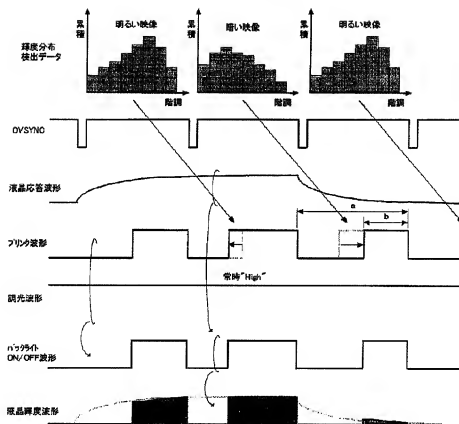 明るい映像
暗い映像
明るい映像
輝度分布
検出データ
累積
累積
累積
階調
階調
階調
OVSYNC
液晶応答波形
a
b
ブリンク波形
常時"High"
調光波形
バックライト
ON/OFF波形
液晶輝度波形